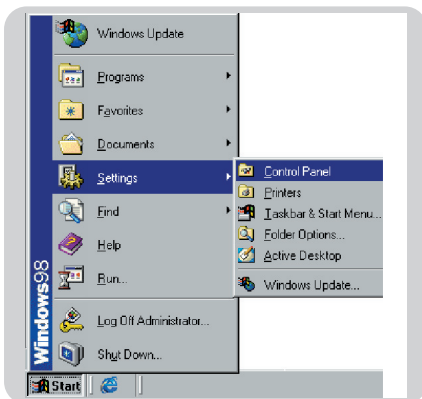 Windows Update
Programs
Favorites
Documents
Settings
Find
Help
Run...
Log Off Administrator...
Shut Down...
Windows98
Control Panel
Printers
Taskbar & Start Menu...
Folder Options...
Active Desktop
Windows Update...
Start